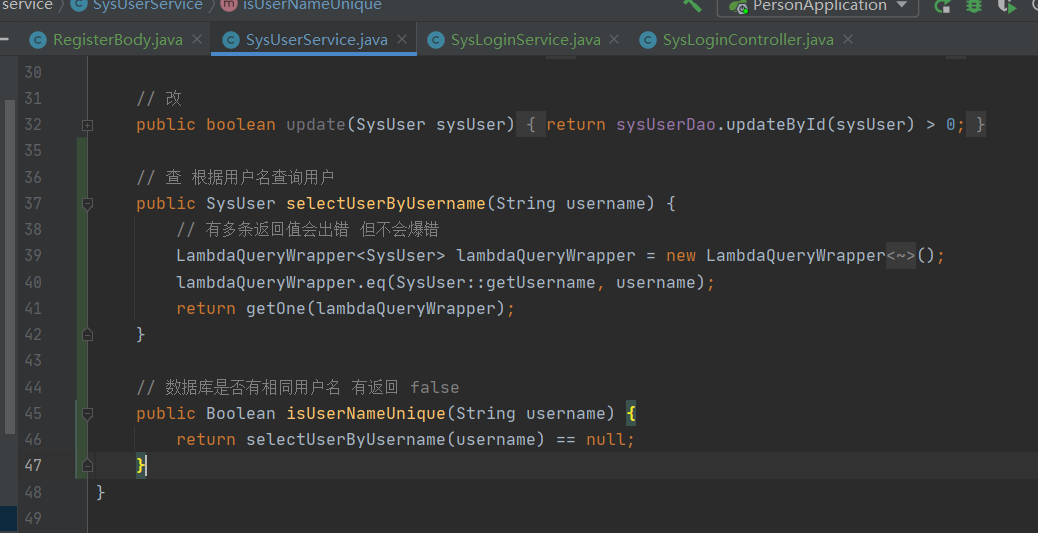 service SysUserService isUserNameUnique PersonApplication
RegisterBody.java SysUserService.java SysLoginService.java SysLoginController.java
30
31 // 改
32 public boolean update(SysUser sysUser) { return sysUserDao.updateById(sysUser) > 0; }
35
36 // 查 根据用户名查询用户
37 public SysUser selectUserByUsername(String username) {
38 // 有多条返回值会出错 但不会爆错
39 LambdaQueryWrapper<SysUser> lambdaQueryWrapper = new LambdaQueryWrapper<~>();
40 lambdaQueryWrapper.eq(SysUser::getUsername, username);
41 return getOne(lambdaQueryWrapper);
42 }
43
44 // 数据库是否有相同用户名 有返回 false
45 public Boolean isUserNameUnique(String username) {
46 return selectUserByUsername(username) == null;
47 }
48 }
49